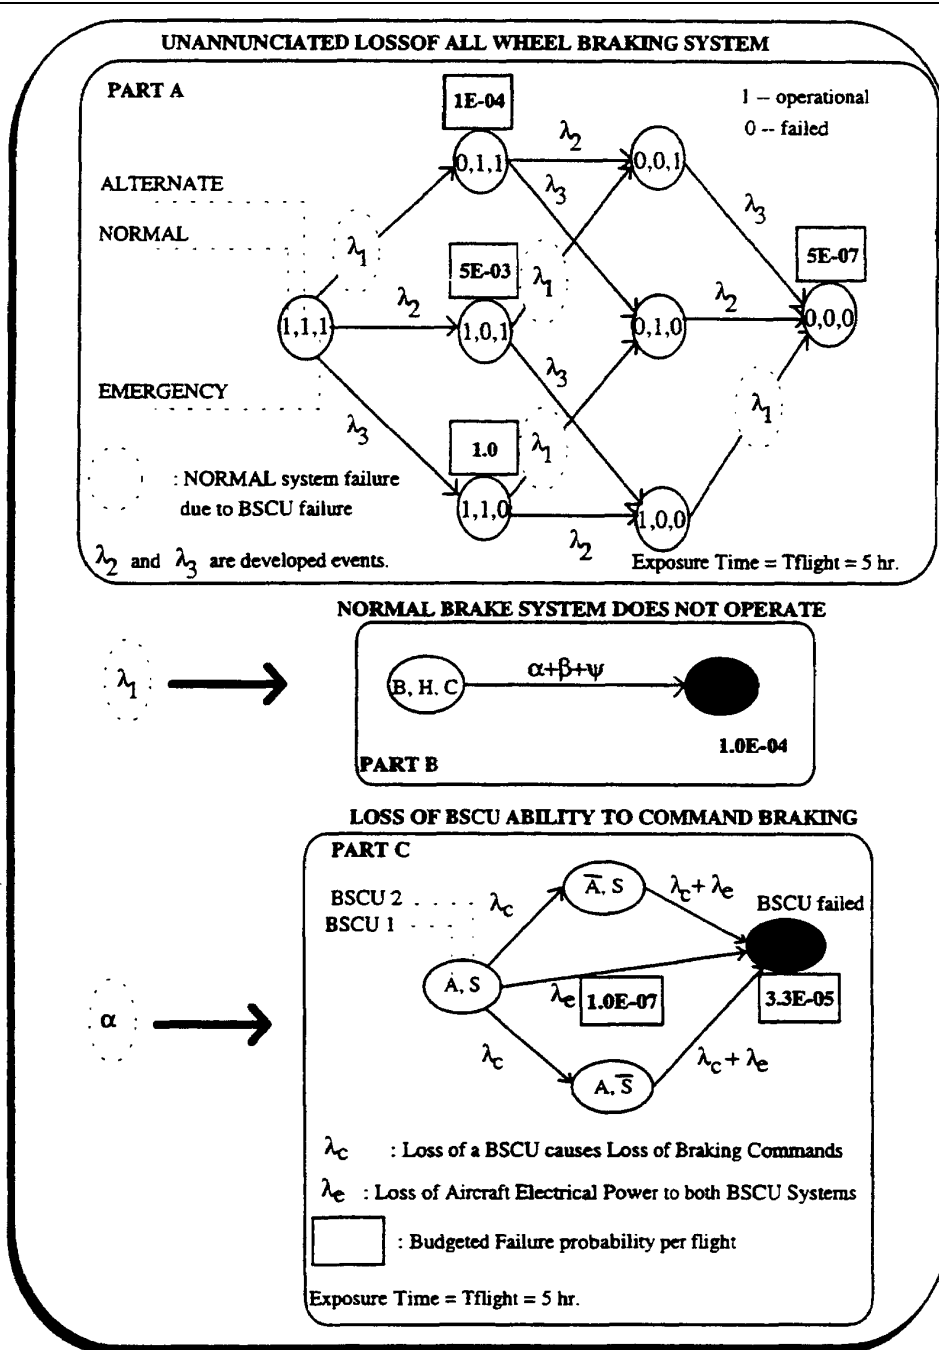 UNANNUNCIATED LOSSOF ALL WHEEL BRAKING SYSTEM
PART A
1E-04
1 – operational
0 -- failed
λ2
0,1,1
0,0,1
ALTERNATE
λ3
λ3
NORMAL
λ1
5E-03
λ1
5E-07
λ2
λ2
1,1,1
1,0,1
0,1,0
0,0,0
λ3
EMERGENCY
λ1
λ3
1.0
λ1
: NORMAL system failure
due to BSCU failure
1,1,0
1,0,0
λ2
λ2 and λ3 are developed events.
Exposure Time = Tflight = 5 hr.
NORMAL BRAKE SYSTEM DOES NOT OPERATE
λ1
α+β+ψ
B, H. C
1.0E-04
PART B
LOSS OF BSCU ABILITY TO COMMAND BRAKING
PART C
A̅, S
λc + λe
BSCU 2
λc
BSCU failed
BSCU 1
A, S
λe
1.0E-07
3.3E-05
α
λc
λc + λe
A, S̅
λc : Loss of a BSCU causes Loss of Braking Commands
λe : Loss of Aircraft Electrical Power to both BSCU Systems
: Budgeted Failure probability per flight
Exposure Time = Tflight = 5 hr.